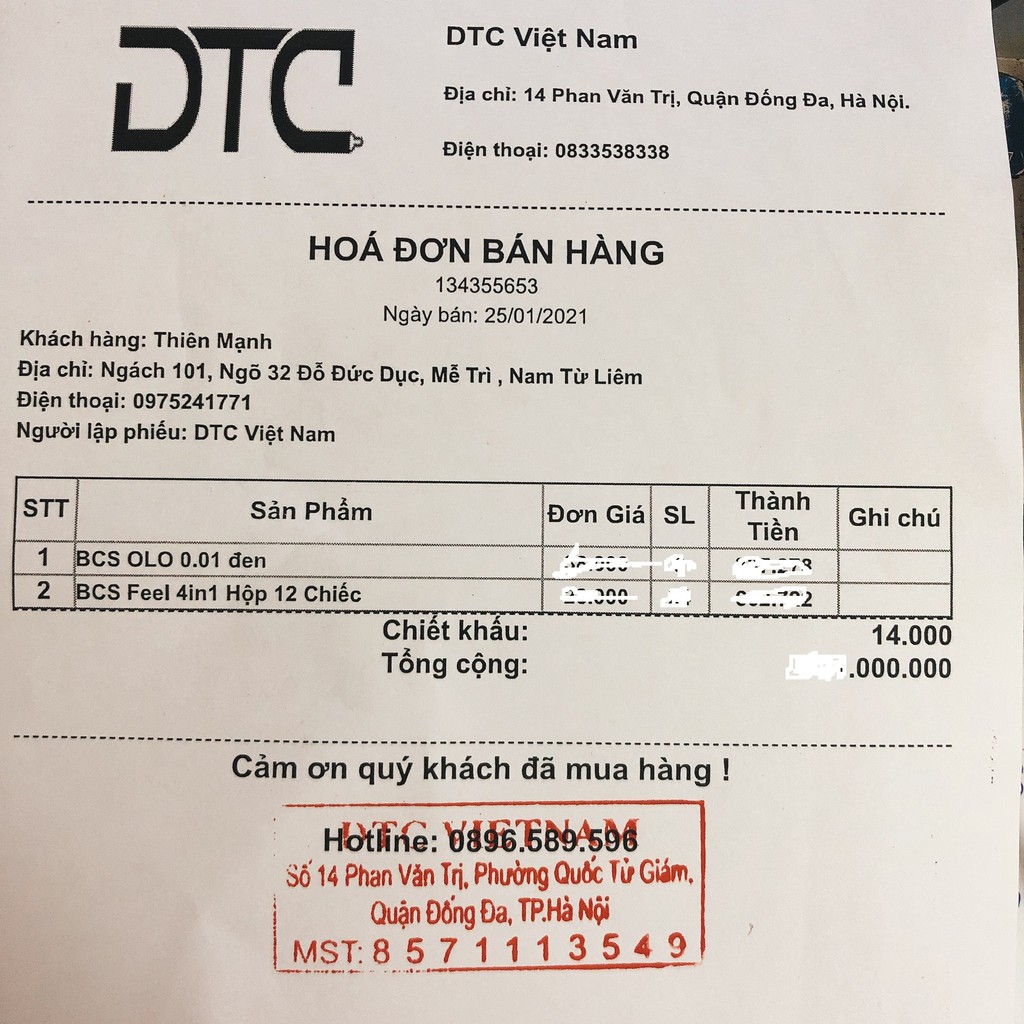 DTC
DTC Việt Nam
Địa chỉ: 14 Phan Văn Trị, Quận Đống Đa, Hà Nội.
Điện thoại: 0833538338
HOÁ ĐƠN BÁN HÀNG
134355653
Ngày bán: 25/01/2021
Khách hàng: Thiên Mạnh
Địa chỉ: Ngách 101, Ngõ 32 Đỗ Đức Dục, Mễ Trì , Nam Từ Liêm
Điện thoại: 0975241771
Người lập phiếu: DTC Việt Nam
STT Sản Phẩm Đơn Giá SL Thành Tiền Ghi chú
1 BCS OLO 0.01 đen
2 BCS Feel 4in1 Hộp 12 Chiếc
Chiết khấu: 14.000
Tổng cộng: .000.000
Cảm ơn quý khách đã mua hàng !
DTC VIETNAM
Hotline: 0896.589.596
Số 14 Phan Văn Trị, Phường Quốc Tử Giám,
Quận Đống Đa, TP.Hà Nội
MST: 8571113549